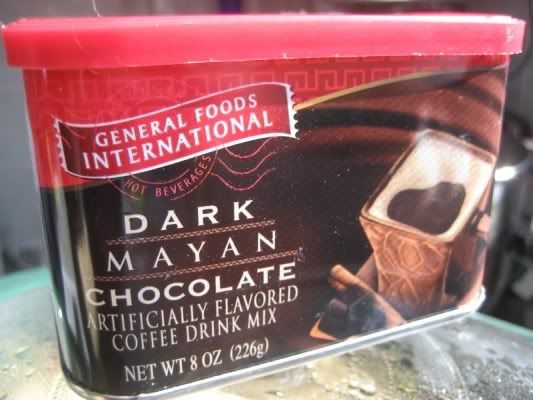 GENERAL FOODS
INTERNATIONAL
HOT BEVERAGES
DARK
MAYAN
CHOCOLATE
ARTIFICIALLY FLAVORED
COFFEE DRINK MIX
NET WT 8 OZ (226g)